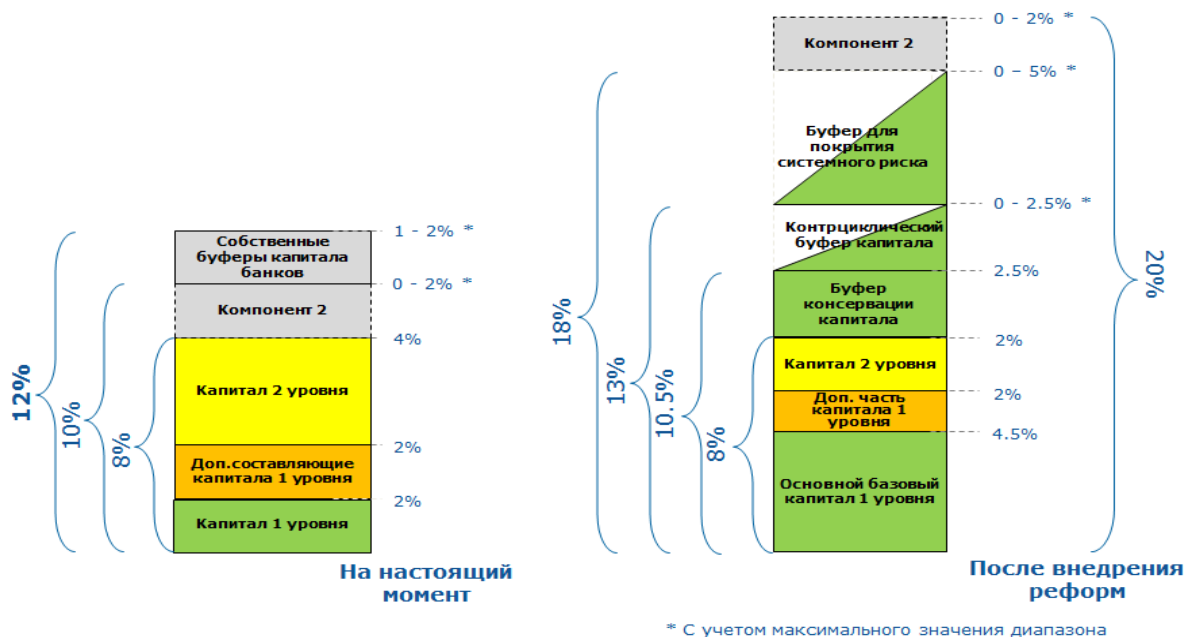 1 - 2% *
Собственные
буферы капитала
банков
0 - 2% *
Компонент 2
4%
Капитал 2 уровня
2%
Доп.составляющие
капитала 1 уровня
2%
Капитал 1 уровня
12%
10%
8%
На настоящий
момент
0 - 2% *
Компонент 2
0 – 5% *
Буфер для
покрытия
системного риска
0 - 2.5% *
Контрциклический
буфер капитала
2.5%
Буфер
консервации
капитала
2%
Капитал 2 уровня
2%
Доп. часть
капитала 1
уровня
4.5%
Основной базовый
капитал 1 уровня
18%
13%
10.5%
8%
20%
После внедрения
реформ
* С учетом максимального значения диапазона